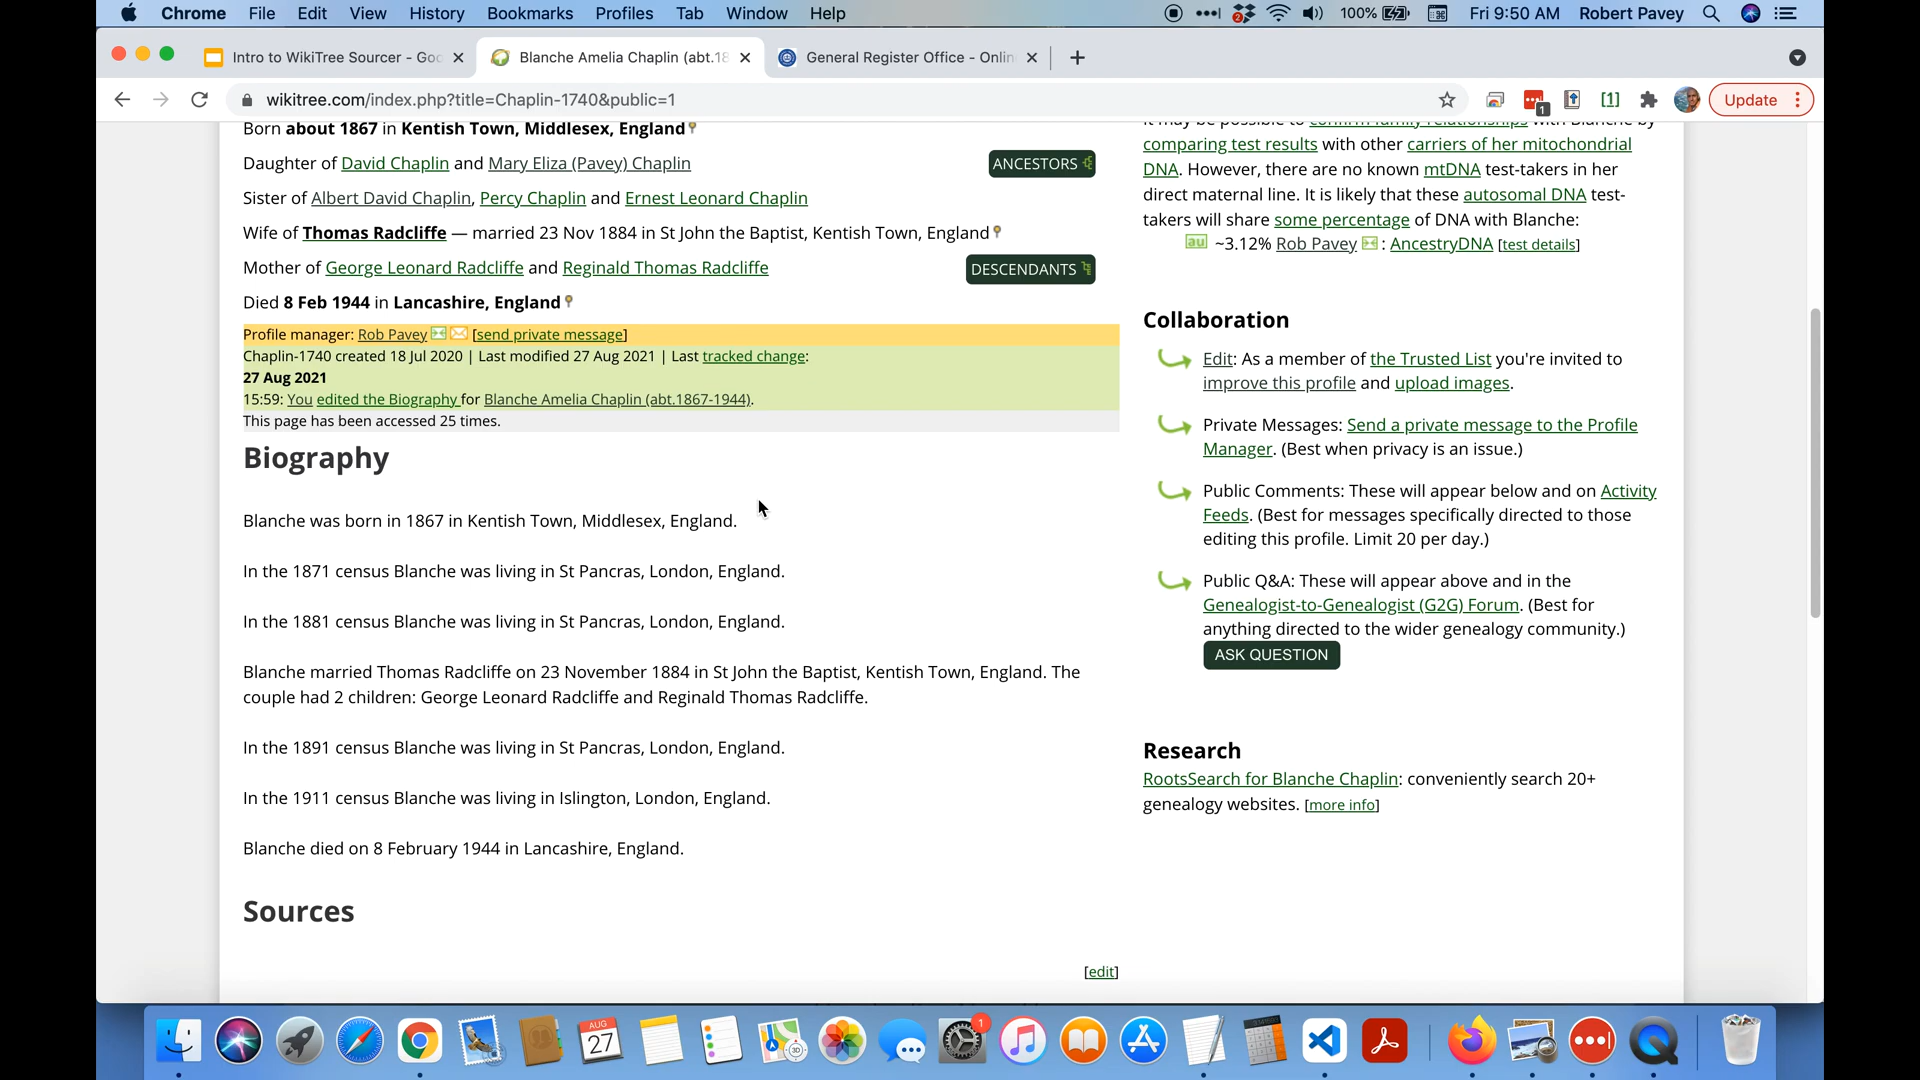 Chrome File Edit View History Bookmarks Profiles Tab Window Help 100% Fri 9:50 AM Robert Pavey
Intro to WikiTree Sourcer - Goo
Blanche Amelia Chaplin (abt.18
General Register Office - Onlin
wikitree.com/index.php?title=Chaplin-1740&public=1
1
[1]
Update
Born about 1867 in Kentish Town, Middlesex, England
Daughter of David Chaplin and Mary Eliza (Pavey) Chaplin
ANCESTORS
Sister of Albert David Chaplin, Percy Chaplin and Ernest Leonard Chaplin
Wife of Thomas Radcliffe — married 23 Nov 1884 in St John the Baptist, Kentish Town, England
Mother of George Leonard Radcliffe and Reginald Thomas Radcliffe
DESCENDANTS
Died 8 Feb 1944 in Lancashire, England
Profile manager: Rob Pavey [send private message]
Chaplin-1740 created 18 Jul 2020 | Last modified 27 Aug 2021 | Last tracked change:
27 Aug 2021
15:59: You edited the Biography for Blanche Amelia Chaplin (abt.1867-1944).
This page has been accessed 25 times.
Biography
Blanche was born in 1867 in Kentish Town, Middlesex, England.
In the 1871 census Blanche was living in St Pancras, London, England.
In the 1881 census Blanche was living in St Pancras, London, England.
Blanche married Thomas Radcliffe on 23 November 1884 in St John the Baptist, Kentish Town, England. The
couple had 2 children: George Leonard Radcliffe and Reginald Thomas Radcliffe.
In the 1891 census Blanche was living in St Pancras, London, England.
In the 1911 census Blanche was living in Islington, London, England.
Blanche died on 8 February 1944 in Lancashire, England.
Sources
[edit]
It may be possible to confirm family relationships with Blanche by
comparing test results with other carriers of her mitochondrial
DNA. However, there are no known mtDNA test-takers in her
direct maternal line. It is likely that these autosomal DNA test-
takers will share some percentage of DNA with Blanche:
au ~3.12% Rob Pavey : AncestryDNA [test details]
Collaboration
Edit: As a member of the Trusted List you're invited to
improve this profile and upload images.
Private Messages: Send a private message to the Profile
Manager. (Best when privacy is an issue.)
Public Comments: These will appear below and on Activity
Feeds. (Best for messages specifically directed to those
editing this profile. Limit 20 per day.)
Public Q&A: These will appear above and in the
Genealogist-to-Genealogist (G2G) Forum. (Best for
anything directed to the wider genealogy community.)
ASK QUESTION
Research
RootsSearch for Blanche Chaplin: conveniently search 20+
genealogy websites. [more info]
AUG
27
3D
1